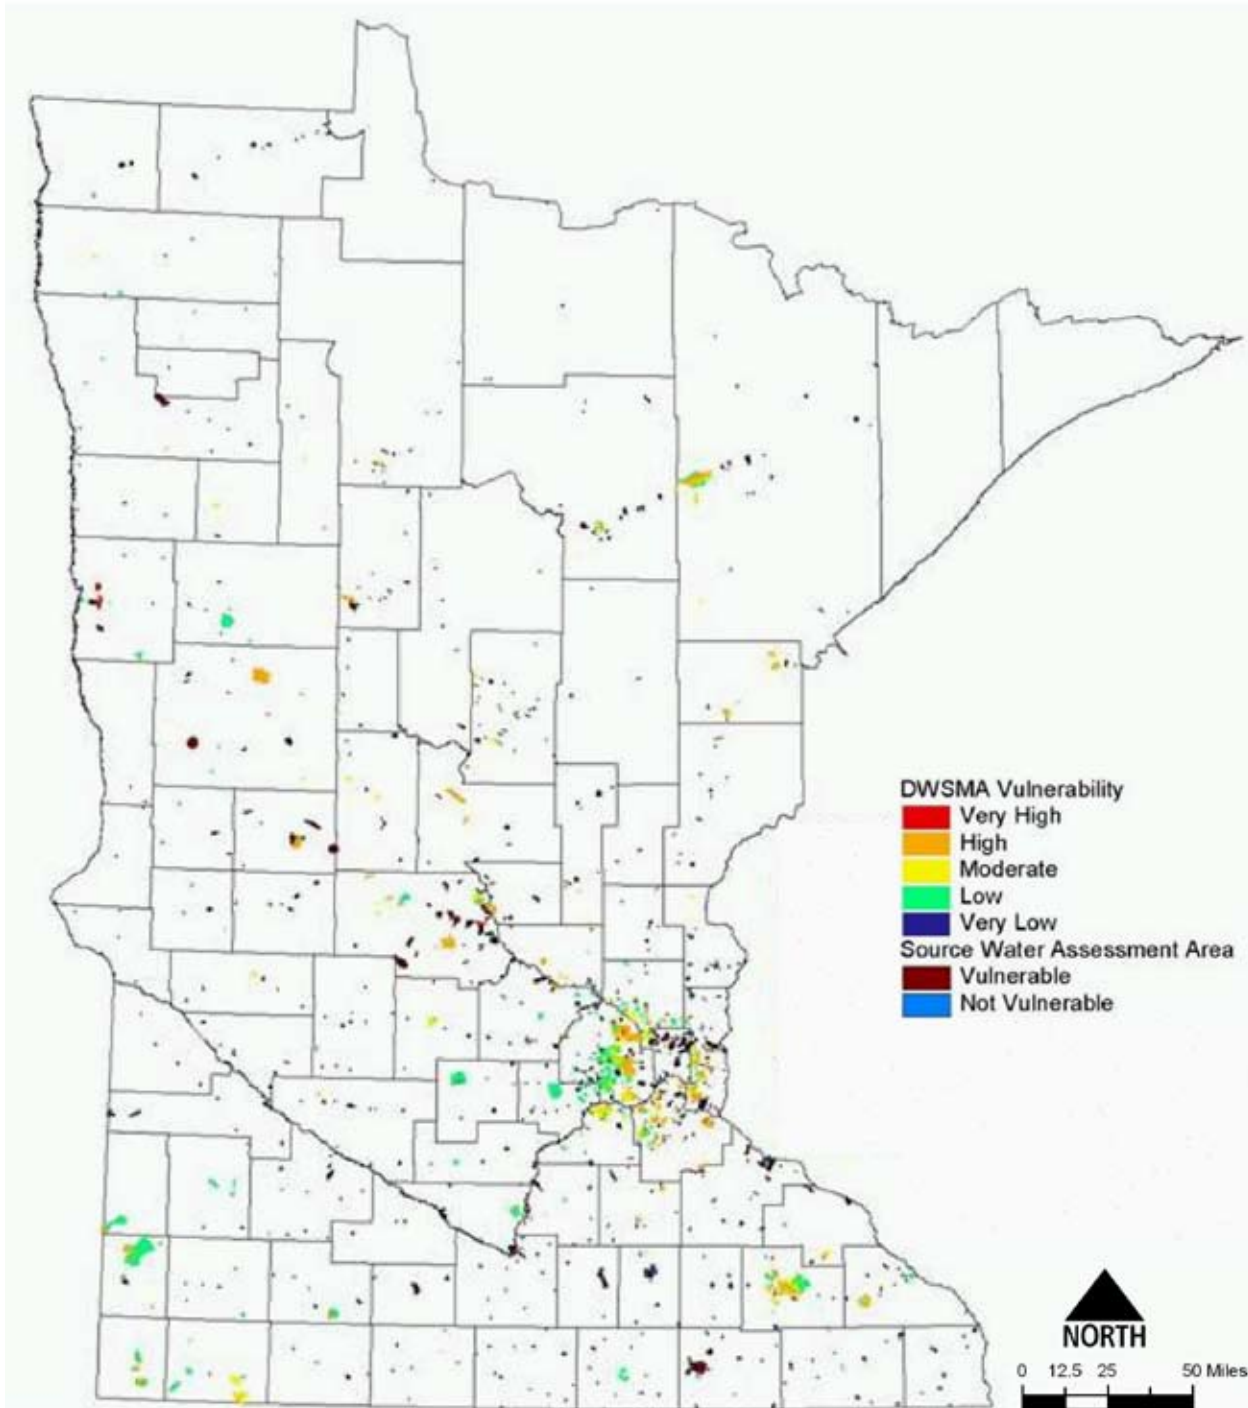 DWSMA Vulnerability
Very High
High
Moderate
Low
Very Low
Source Water Assessment Area
Vulnerable
Not Vulnerable
NORTH
0 12.5 25 50 Miles